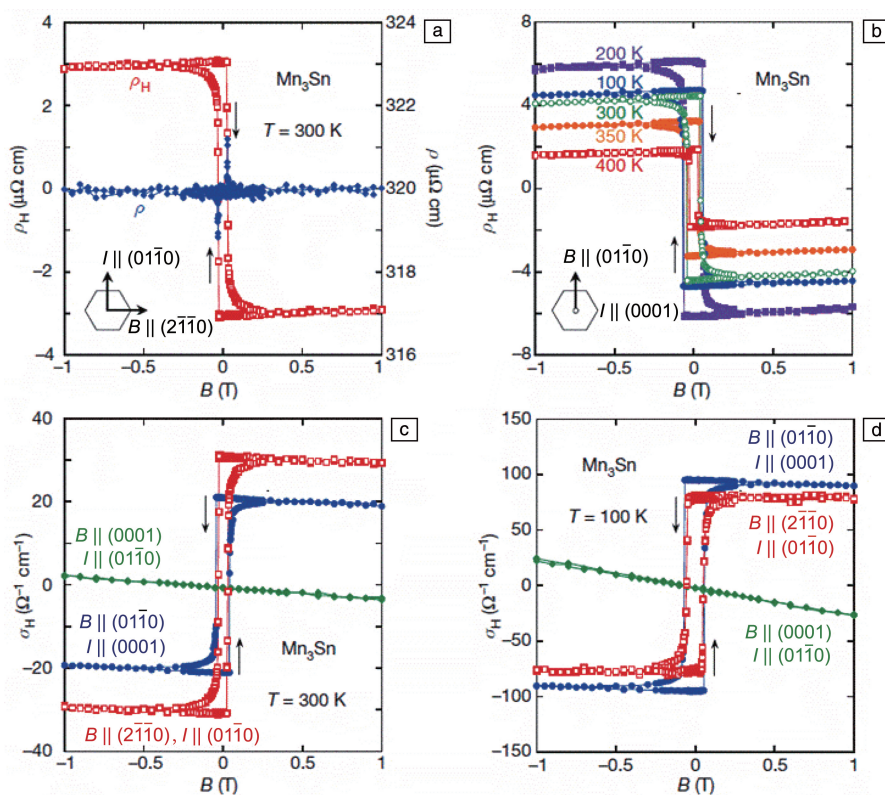 a
4
2
0
−2
−4
ρH (μΩ cm)
324
322
320
318
316
ρ (μΩ cm)
ρH
Mn3Sn
T = 300 K
ρ
I || (011̅0)
B || (21̅1̅0)
−1
−0.5
0
0.5
1
B (T)
b
8
4
0
−4
−8
ρH (μΩ cm)
200 K
100 K
300 K
350 K
400 K
Mn3Sn
B || (011̅0)
I || (0001)
−1
−0.5
0
0.5
1
B (T)
c
40
20
0
−20
−40
σH (Ω−1 cm−1)
B || (0001)
I || (011̅0)
B || (011̅0)
I || (0001)
Mn3Sn
T = 300 K
B || (21̅1̅0), I || (011̅0)
−1
−0.5
0
0.5
1
B (T)
d
150
100
50
0
−50
−100
−150
σH (Ω−1 cm−1)
Mn3Sn
T = 100 K
B || (011̅0)
I || (0001)
B || (21̅1̅0)
I || (011̅0)
B || (0001)
I || (011̅0)
−1
−0.5
0
0.5
1
B (T)